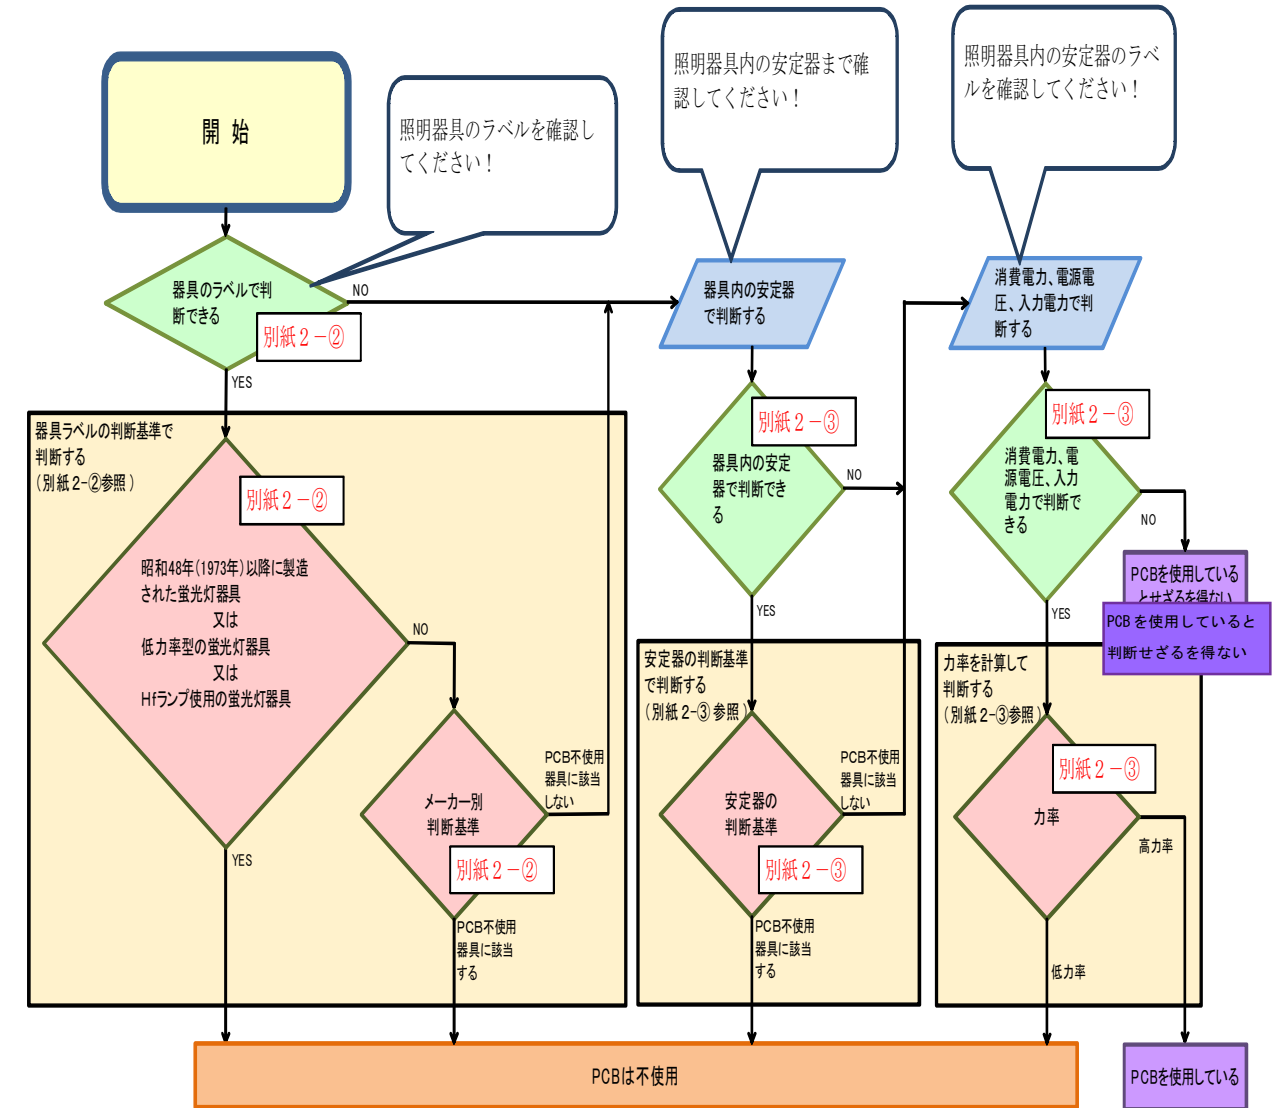 開 始
照明器具のラベルを確認し
てください！
照明器具内の安定器まで確
認してください！
照明器具内の安定器のラベ
ルを確認してください！
器具のラベルで判
断できる
別紙２－②
NO
YES
器具内の安定器
で判断する
消費電力、電源電
圧、入力電力で判
断する
器具ラベルの判断基準で
判断する
（別紙2-②参照）
別紙２－②
昭和48年(1973年)以降に製造
された蛍光灯器具
又は
低力率型の蛍光灯器具
又は
Hfランプ使用の蛍光灯器具
NO
YES
メーカー別
判断基準
別紙２－②
PCB不使用
器具に該当
しない
PCB不使用
器具に該当
する
別紙２－③
器具内の安定
器で判断でき
る
NO
YES
安定器の判断基準
で判断する
（別紙2-③参照）
安定器の
判断基準
別紙２－③
PCB不使用
器具に該当
しない
PCB不使用
器具に該当
する
別紙２－③
消費電力、電
源電圧、入力
電力で判断で
きる
NO
YES
PCBを使用している
とせざるを得ない
PCBを使用していると
判断せざるを得ない
力率を計算して
判断する
（別紙2-③参照）
別紙２－③
力率
高力率
低力率
PCBは不使用
PCBを使用している